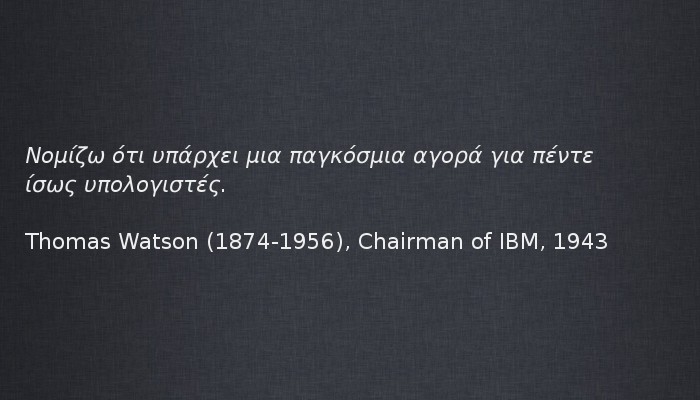 Νομίζω ότι υπάρχει μια παγκόσμια αγορά για πέντε
ίσως υπολογιστές.
Thomas Watson (1874-1956), Chairman of IBM, 1943